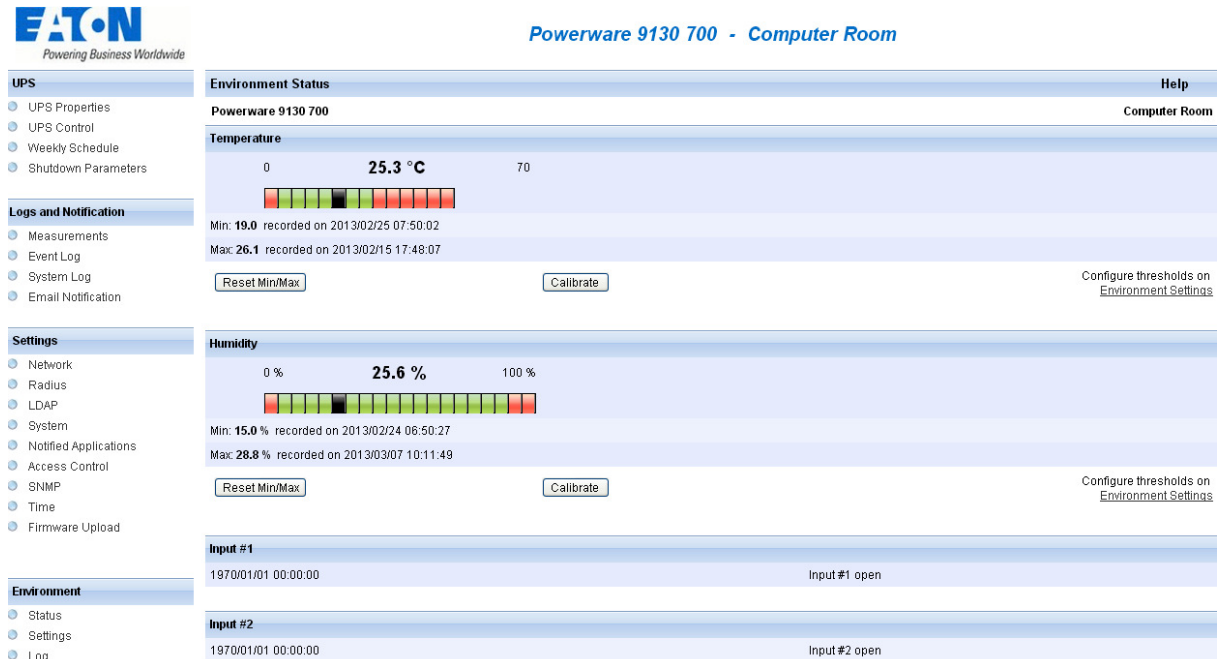 EATON
Powering Business Worldwide
Powerware 9130 700 - Computer Room
UPS
UPS Properties
UPS Control
Weekly Schedule
Shutdown Parameters
Logs and Notification
Measurements
Event Log
System Log
Email Notification
Settings
Network
Radius
LDAP
System
Notified Applications
Access Control
SNMP
Time
Firmware Upload
Environment
Status
Settings
Log
Environment Status Help
Powerware 9130 700 Computer Room
Temperature
0 25.3 °C 70
Min: 19.0 recorded on 2013/02/25 07:50:02
Max: 26.1 recorded on 2013/02/15 17:48:07
Reset Min/Max Calibrate Configure thresholds on
Environment Settings
Humidity
0 % 25.6 % 100 %
Min: 15.0 % recorded on 2013/02/24 06:50:27
Max: 28.8 % recorded on 2013/03/07 10:11:49
Reset Min/Max Calibrate Configure thresholds on
Environment Settings
Input #1
1970/01/01 00:00:00 Input #1 open
Input #2
1970/01/01 00:00:00 Input #2 open